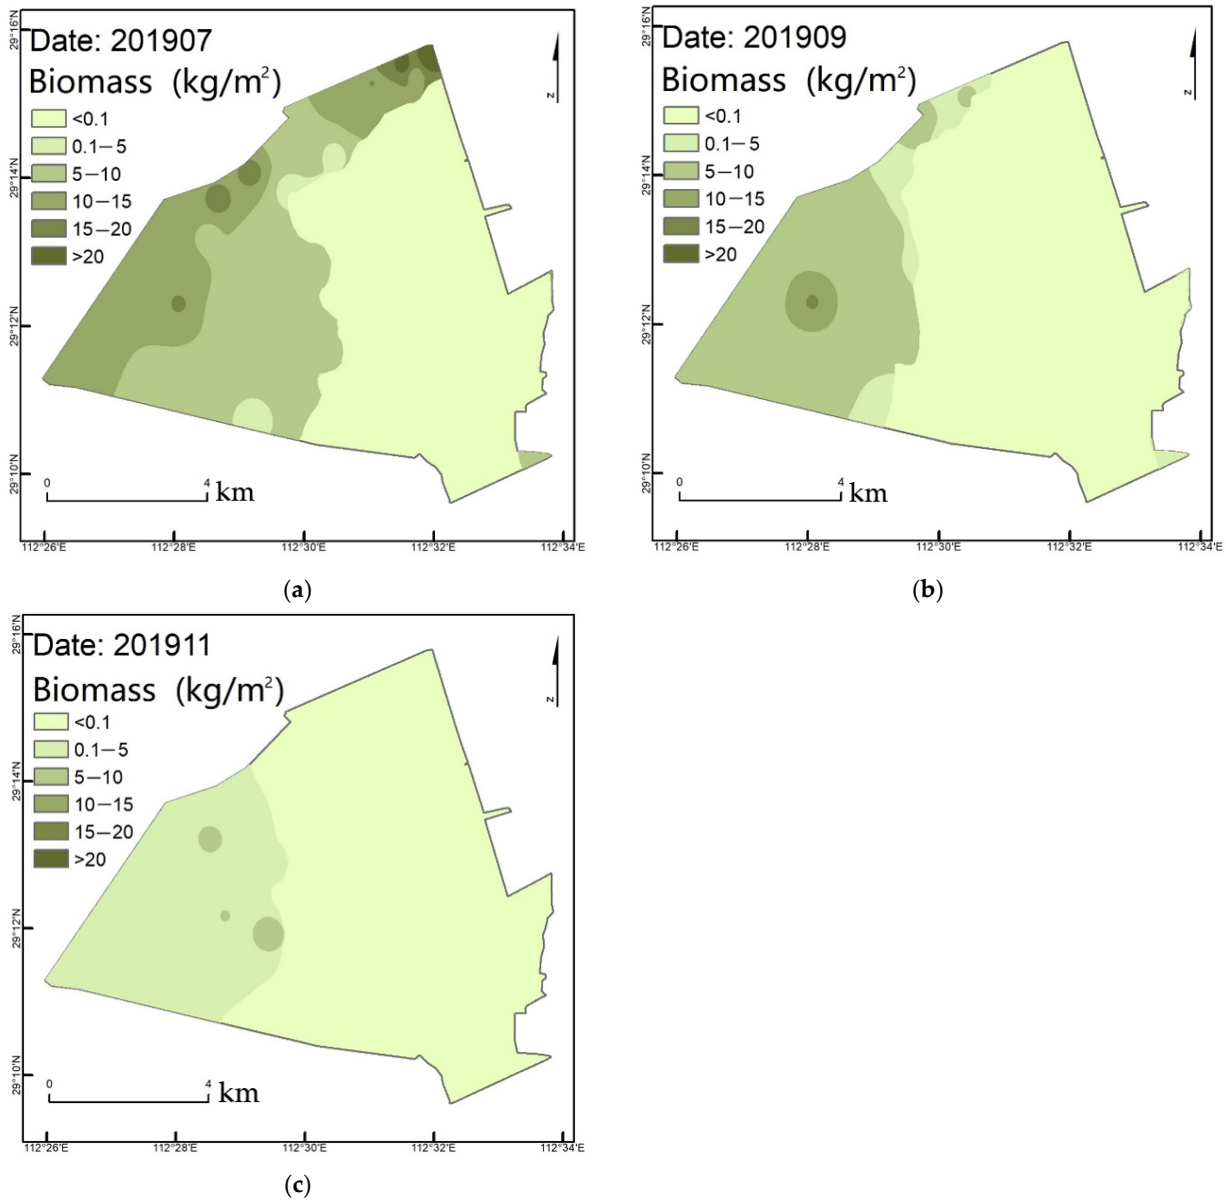 Date: 201907
Biomass (kg/m²)
<0.1
0.1—5
5—10
10—15
15—20
>20
29°16'N
29°14'N
29°12'N
29°10'N
N
0 4 km
112°26'E 112°28'E 112°30'E 112°32'E 112°34'E
(a)
Date: 201909
Biomass (kg/m²)
<0.1
0.1—5
5—10
10—15
15—20
>20
29°16'N
29°14'N
29°12'N
29°10'N
N
0 4 km
112°26'E 112°28'E 112°30'E 112°32'E 112°34'E
(b)
Date: 201911
Biomass (kg/m²)
<0.1
0.1—5
5—10
10—15
15—20
>20
29°16'N
29°14'N
29°12'N
29°10'N
N
0 4 km
112°26'E 112°28'E 112°30'E 112°32'E 112°34'E
(c)